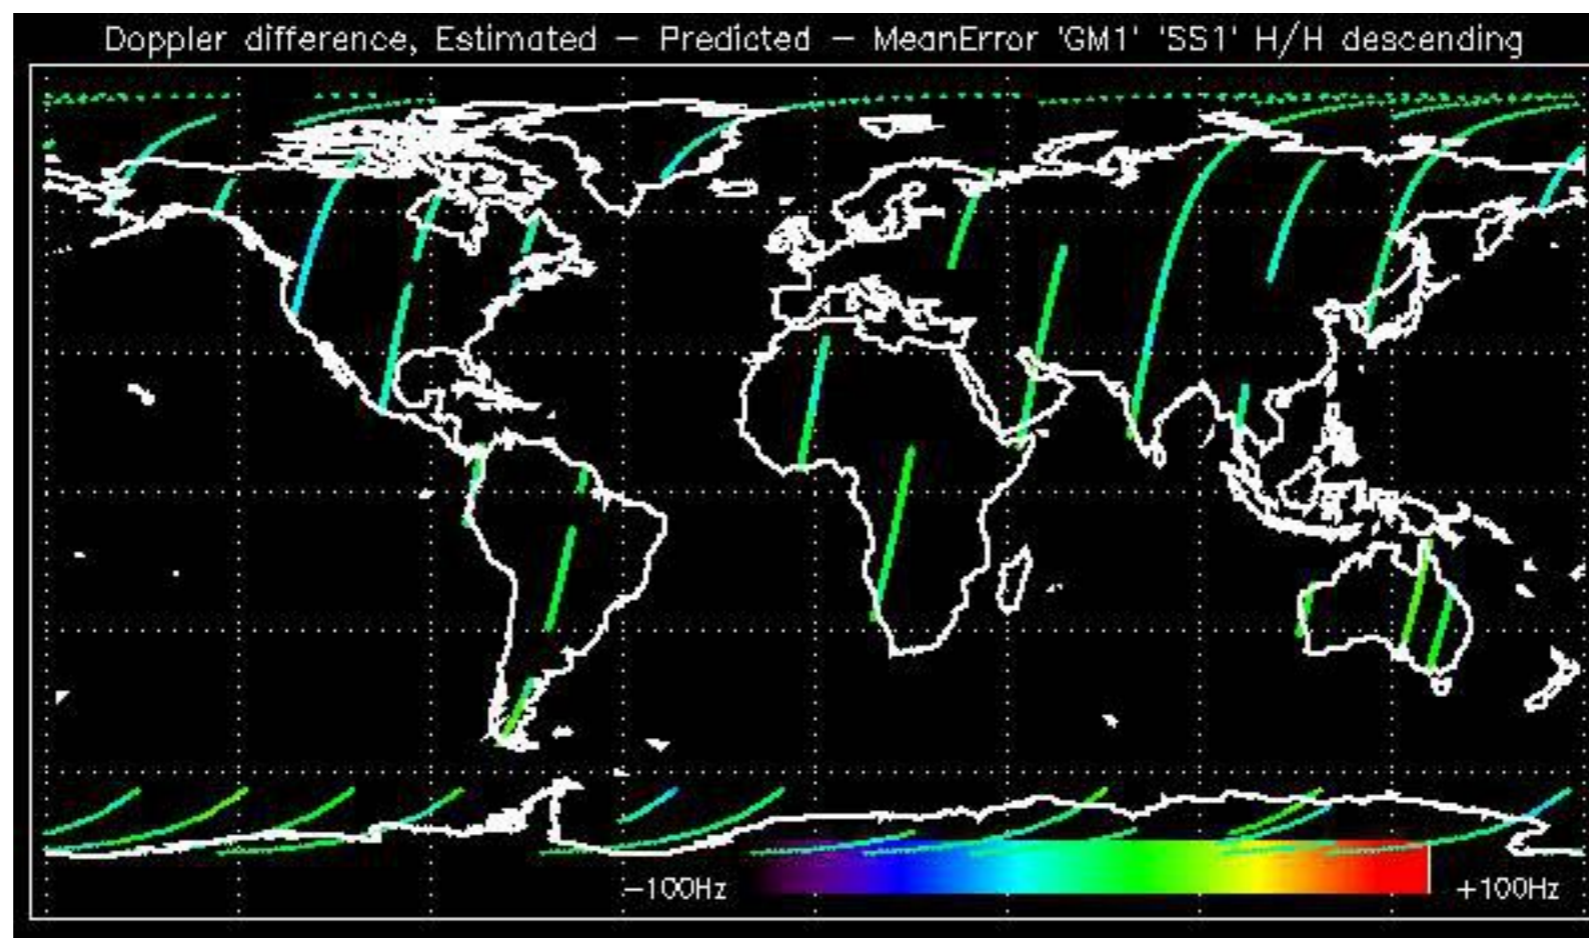 Doppler difference, Estimated – Predicted – MeanError 'GM1' 'SS1' H/H descending
−100Hz
+100Hz